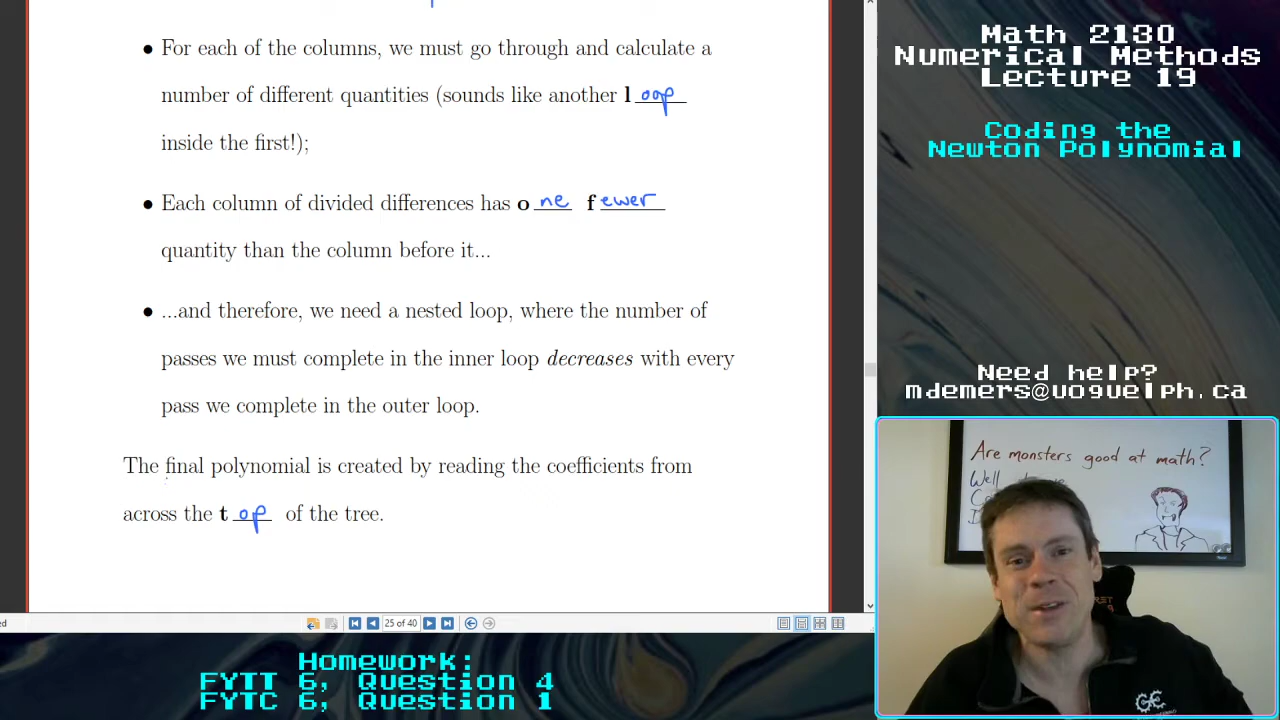 • For each of the columns, we must go through and calculate a
number of different quantities (sounds like another loop
inside the first!);
• Each column of divided differences has one fewer
quantity than the column before it...
• ...and therefore, we need a nested loop, where the number of
passes we must complete in the inner loop decreases with every
pass we complete in the outer loop.
The final polynomial is created by reading the coefficients from
across the top of the tree.
25 of 40
Math 2130
Numerical Methods
Lecture 19
Coding the
Newton Polynomial
Need help?
mdemers@uoguelph.ca
Are monsters good at math?
Well
Homework:
FYTT 6, Question 4
FYTC 6, Question 1